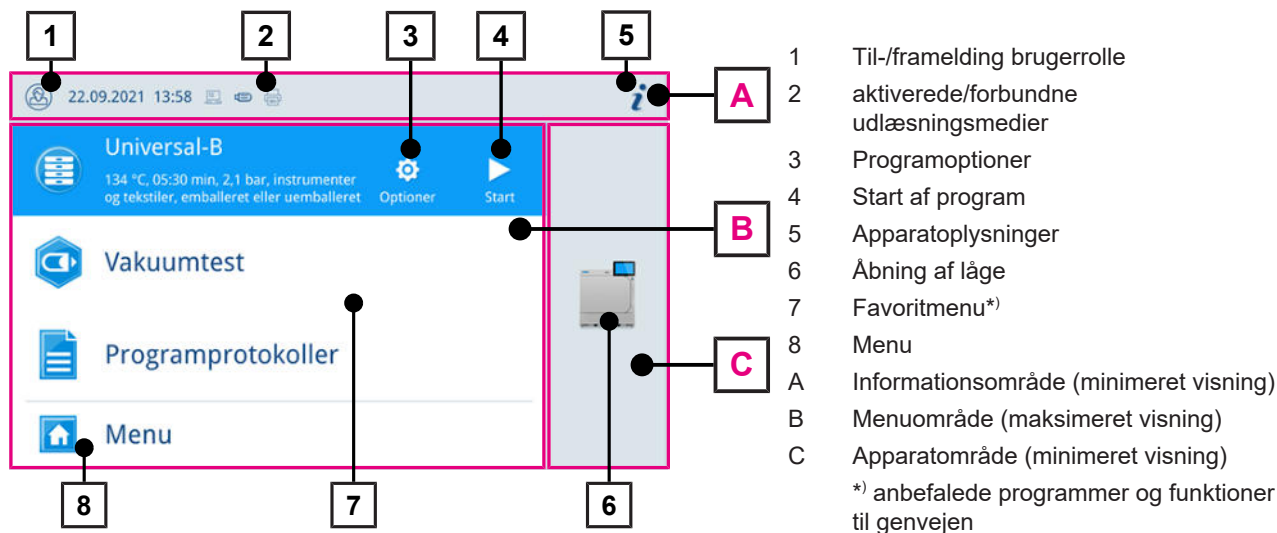 1
2
3
4
5
22.09.2021 13:58
i
A
Universal-B
134 °C, 05:30 min, 2,1 bar, instrumenter
og tekstiler, emballeret eller uemballeret
Optioner
Start
B
Vakuumtest
Programprotokoller
C
Menu
8
7
6
1 Til-/framelding brugerrolle
2 aktiverede/forbundne
udlæsningsmedier
3 Programoptioner
4 Start af program
5 Apparatoplysninger
6 Åbning af låge
7 Favoritmenu*)
8 Menu
A Informationsområde (minimeret visning)
B Menuområde (maksimeret visning)
C Apparatområde (minimeret visning)
*) anbefalede programmer og funktioner
til genvejen